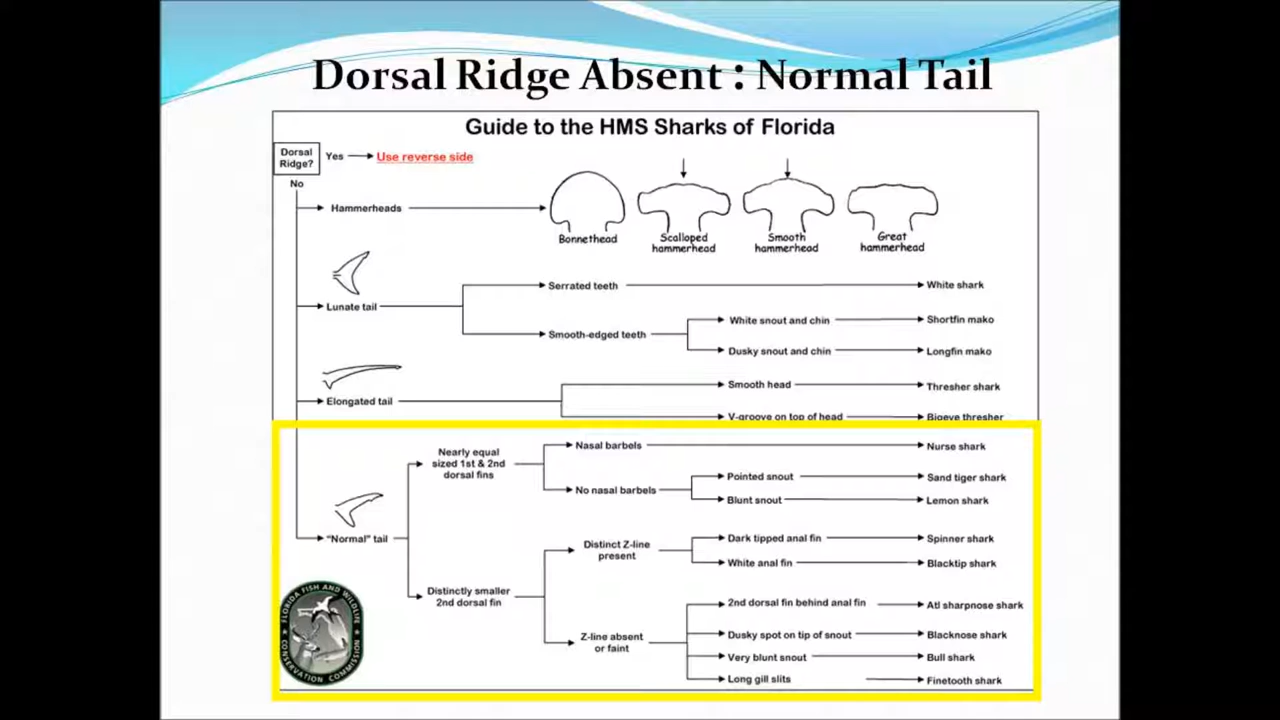 Dorsal Ridge Absent : Normal Tail
Guide to the HMS Sharks of Florida
Dorsal
Ridge?
Yes
Use reverse side
No
Hammerheads
Bonnethead
Scalloped
hammerhead
Smooth
hammerhead
Great
hammerhead
Lunate tail
Serrated teeth
White shark
Smooth-edged teeth
White snout and chin
Shortfin mako
Dusky snout and chin
Longfin mako
Elongated tail
Smooth head
Thresher shark
V-groove on top of head
Bigeye thresher
"Normal" tail
Nearly equal
sized 1st & 2nd
dorsal fins
Nasal barbels
Nurse shark
No nasal barbels
Pointed snout
Sand tiger shark
Blunt snout
Lemon shark
Distinctly smaller
2nd dorsal fin
Distinct Z-line
present
Dark tipped anal fin
Spinner shark
White anal fin
Blacktip shark
Z-line absent
or faint
2nd dorsal fin behind anal fin
Atl sharpnose shark
Dusky spot on tip of snout
Blacknose shark
Very blunt snout
Bull shark
Long gill slits
Finetooth shark
FLORIDA FISH AND WILDLIFE
CONSERVATION COMMISSION